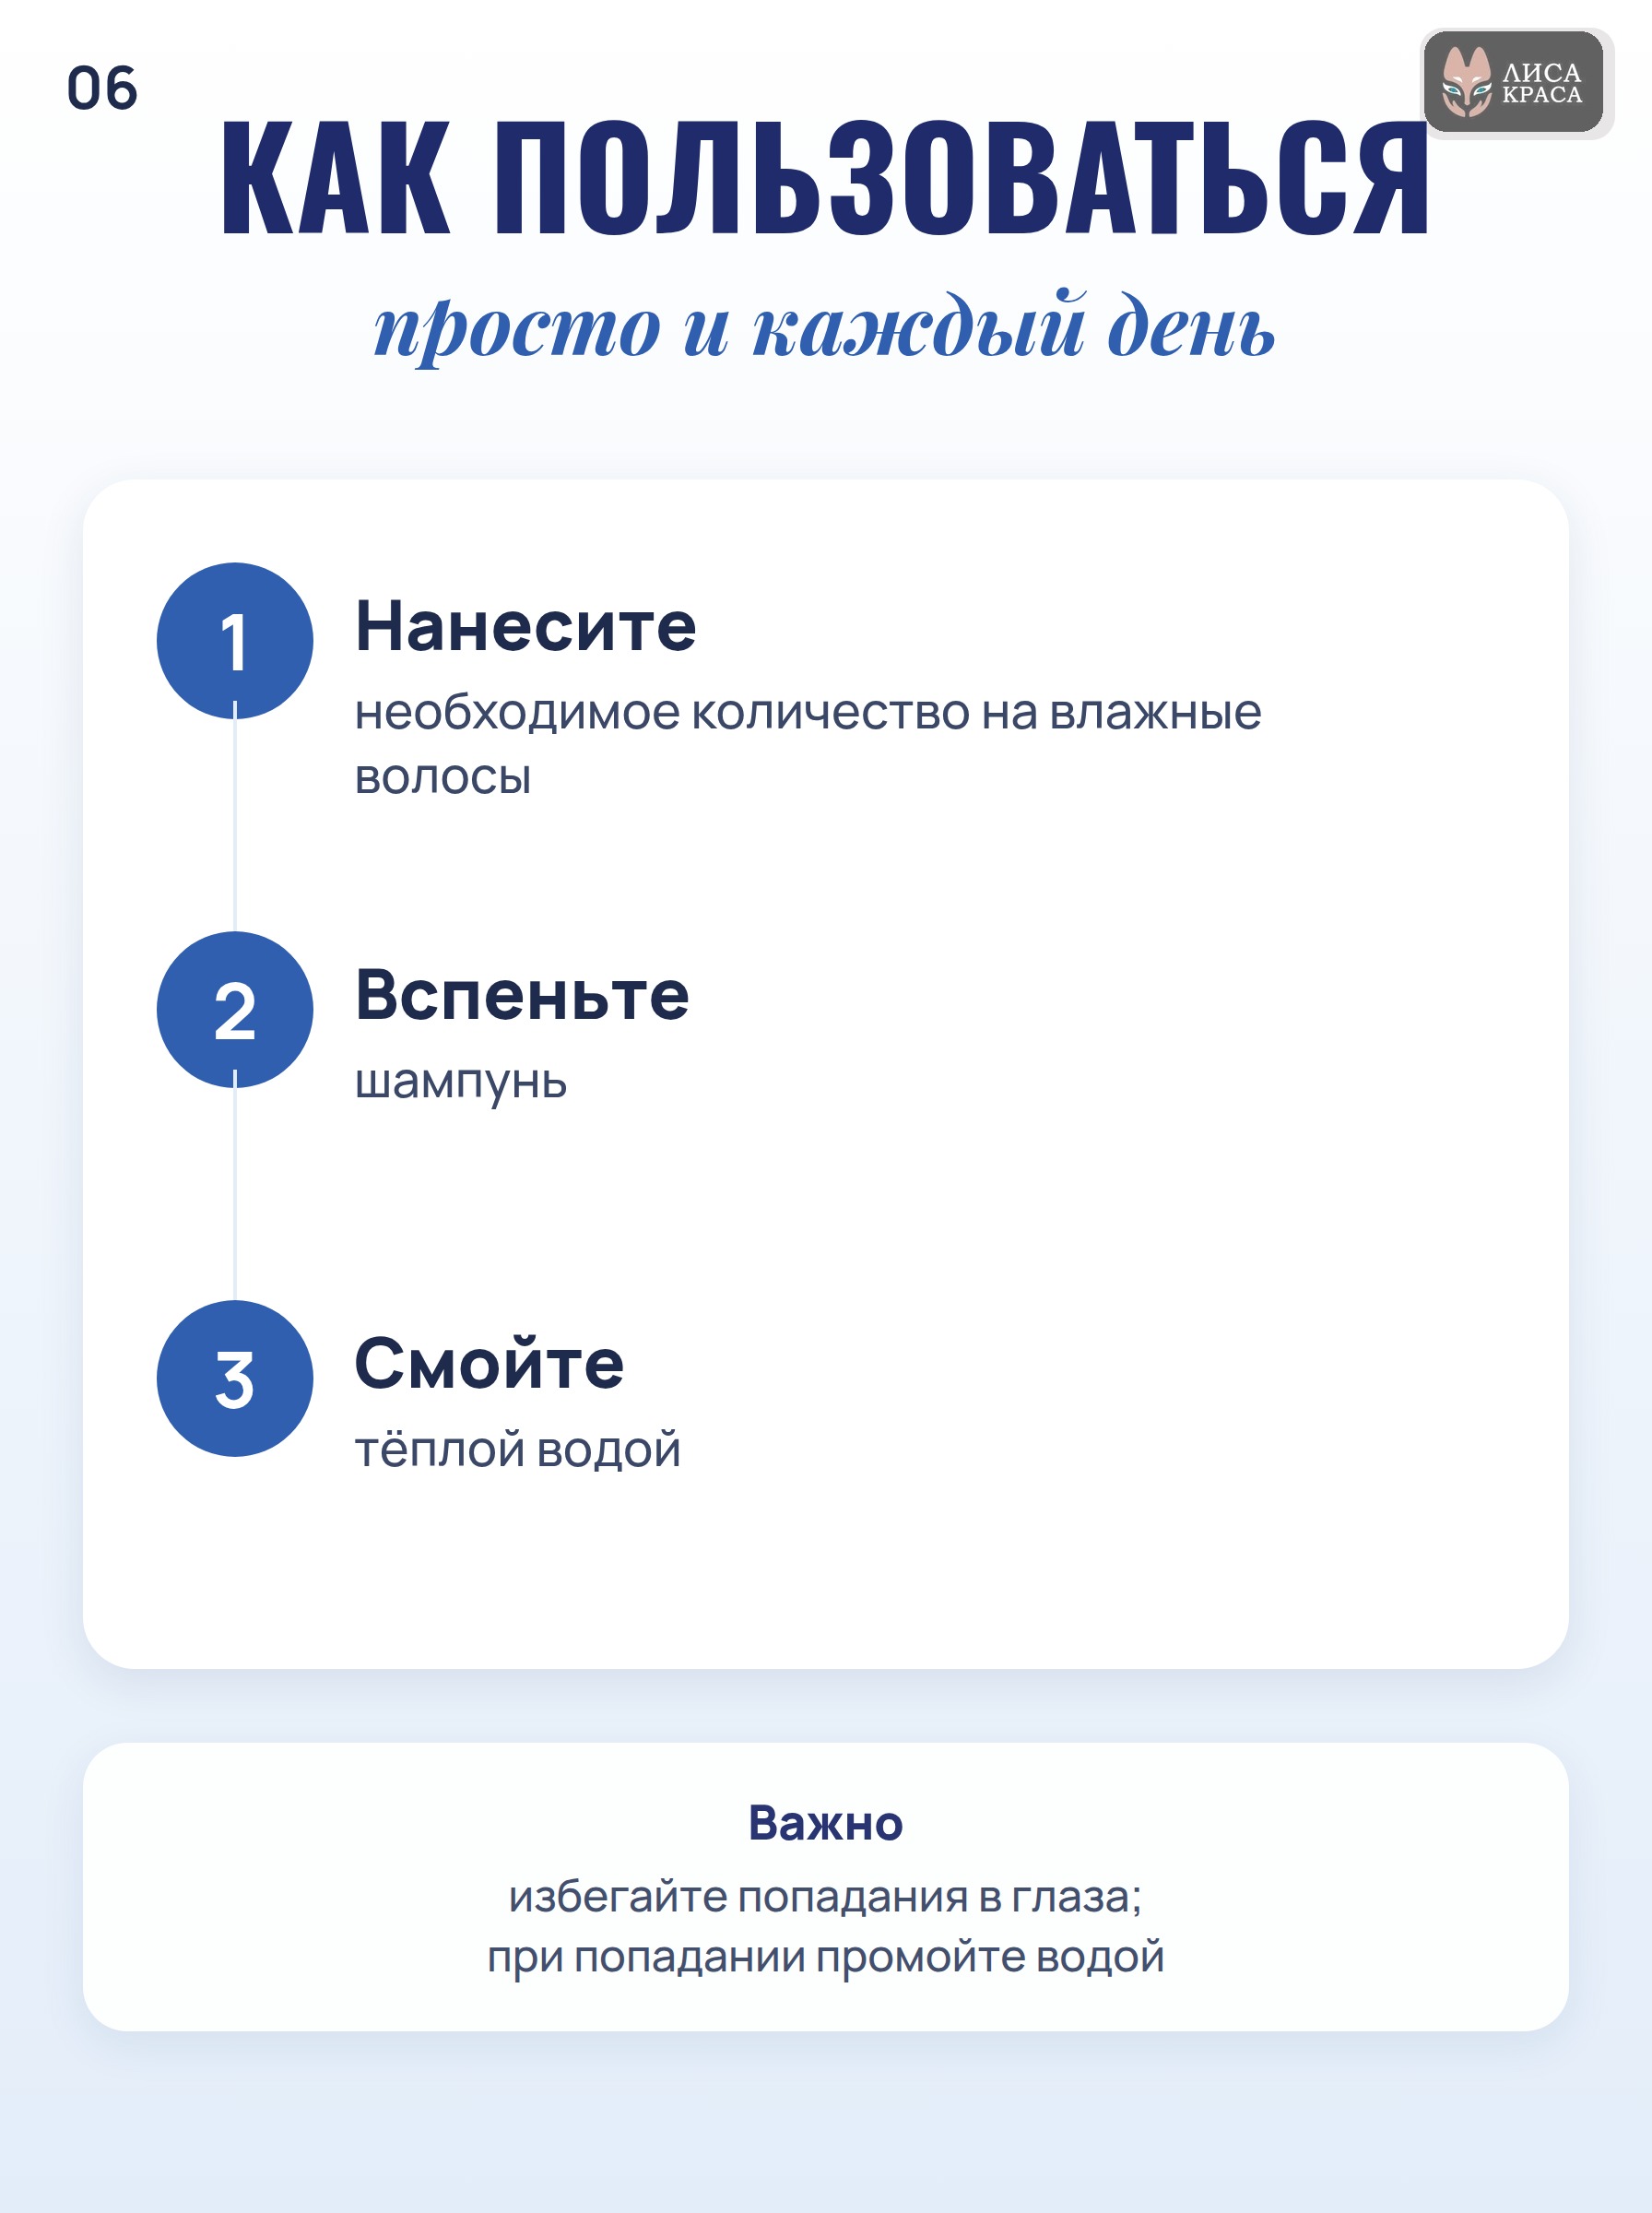 06
ЛИСА
КРАСА
КАК ПОЛЬЗОВАТЬСЯ
просто и каждый день
1
Нанесите
необходимое количество на влажные
волосы
2
Вспеньте
шампунь
3
Смойте
тёплой водой
Важно
избегайте попадания в глаза;
при попадании промойте водой